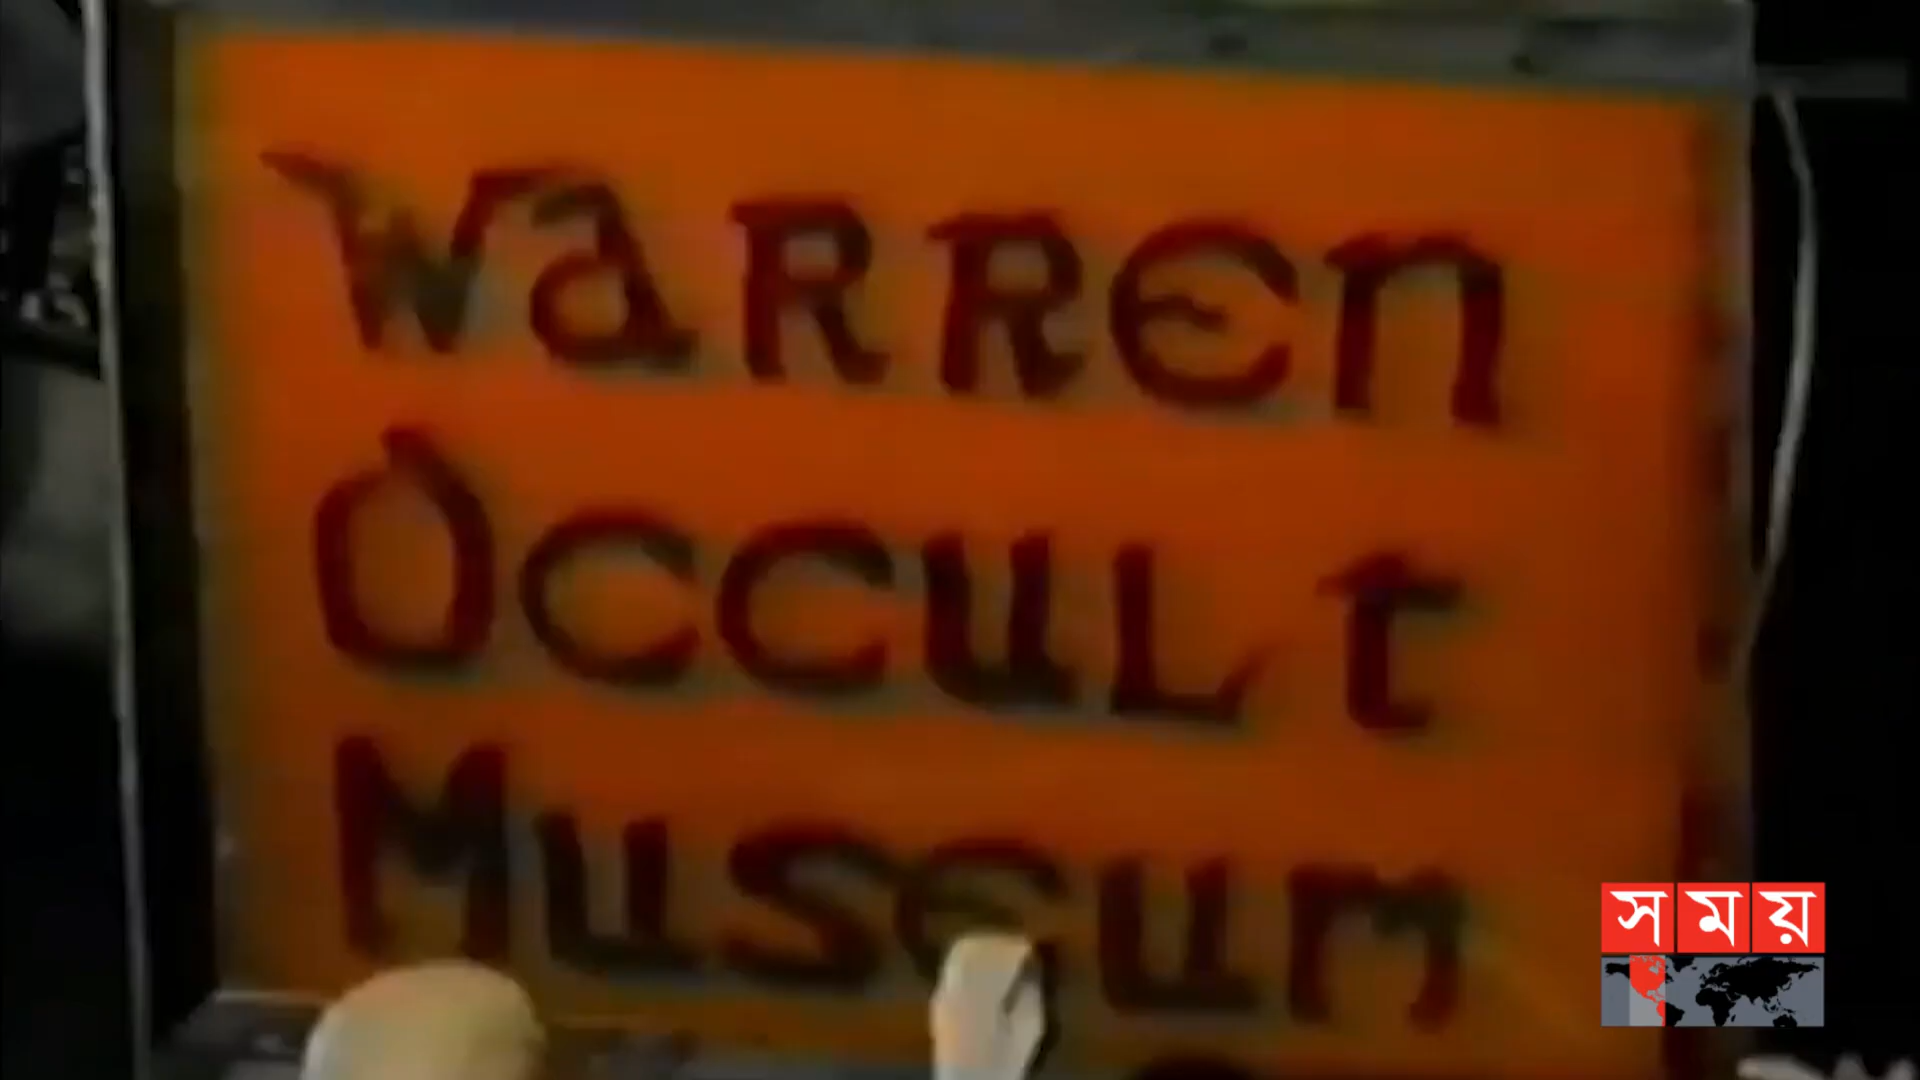 Warren
Occult
Museum
সময়